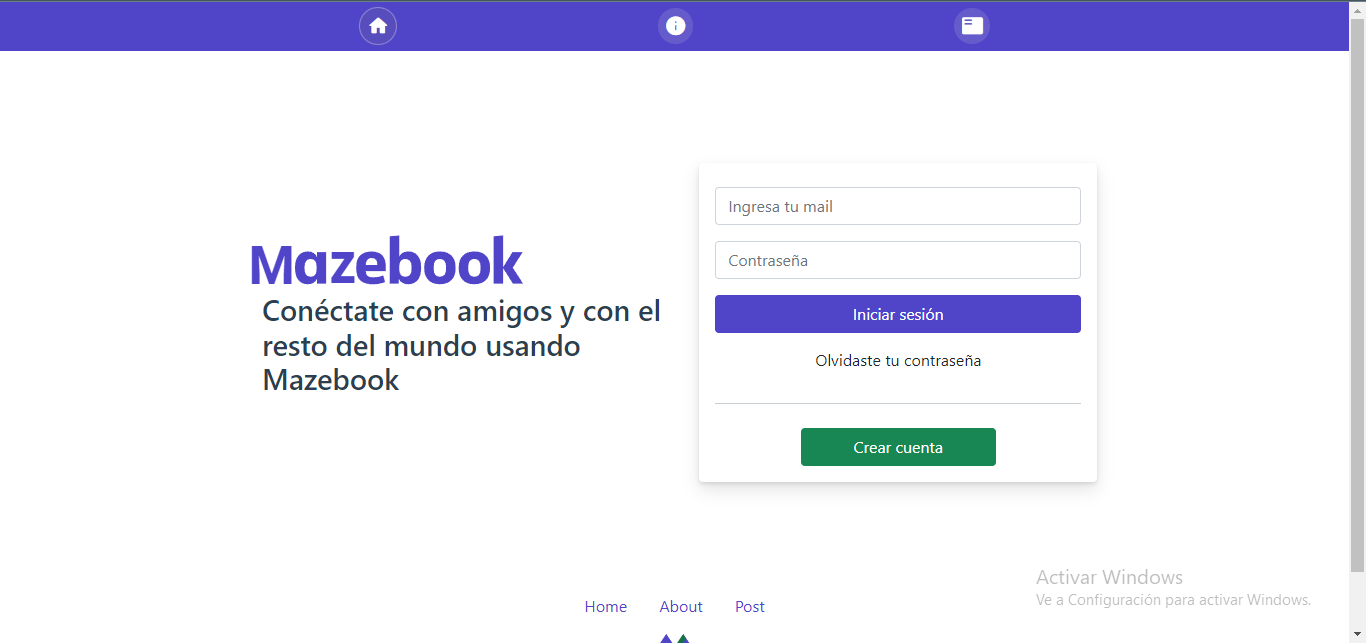 Mazebook
Conéctate con amigos y con el
resto del mundo usando
Mazebook
Ingresa tu mail
Contraseña
Iniciar sesión
Olvidaste tu contraseña
Crear cuenta
Activar Windows
Ve a Configuración para activar Windows.
Home About Post